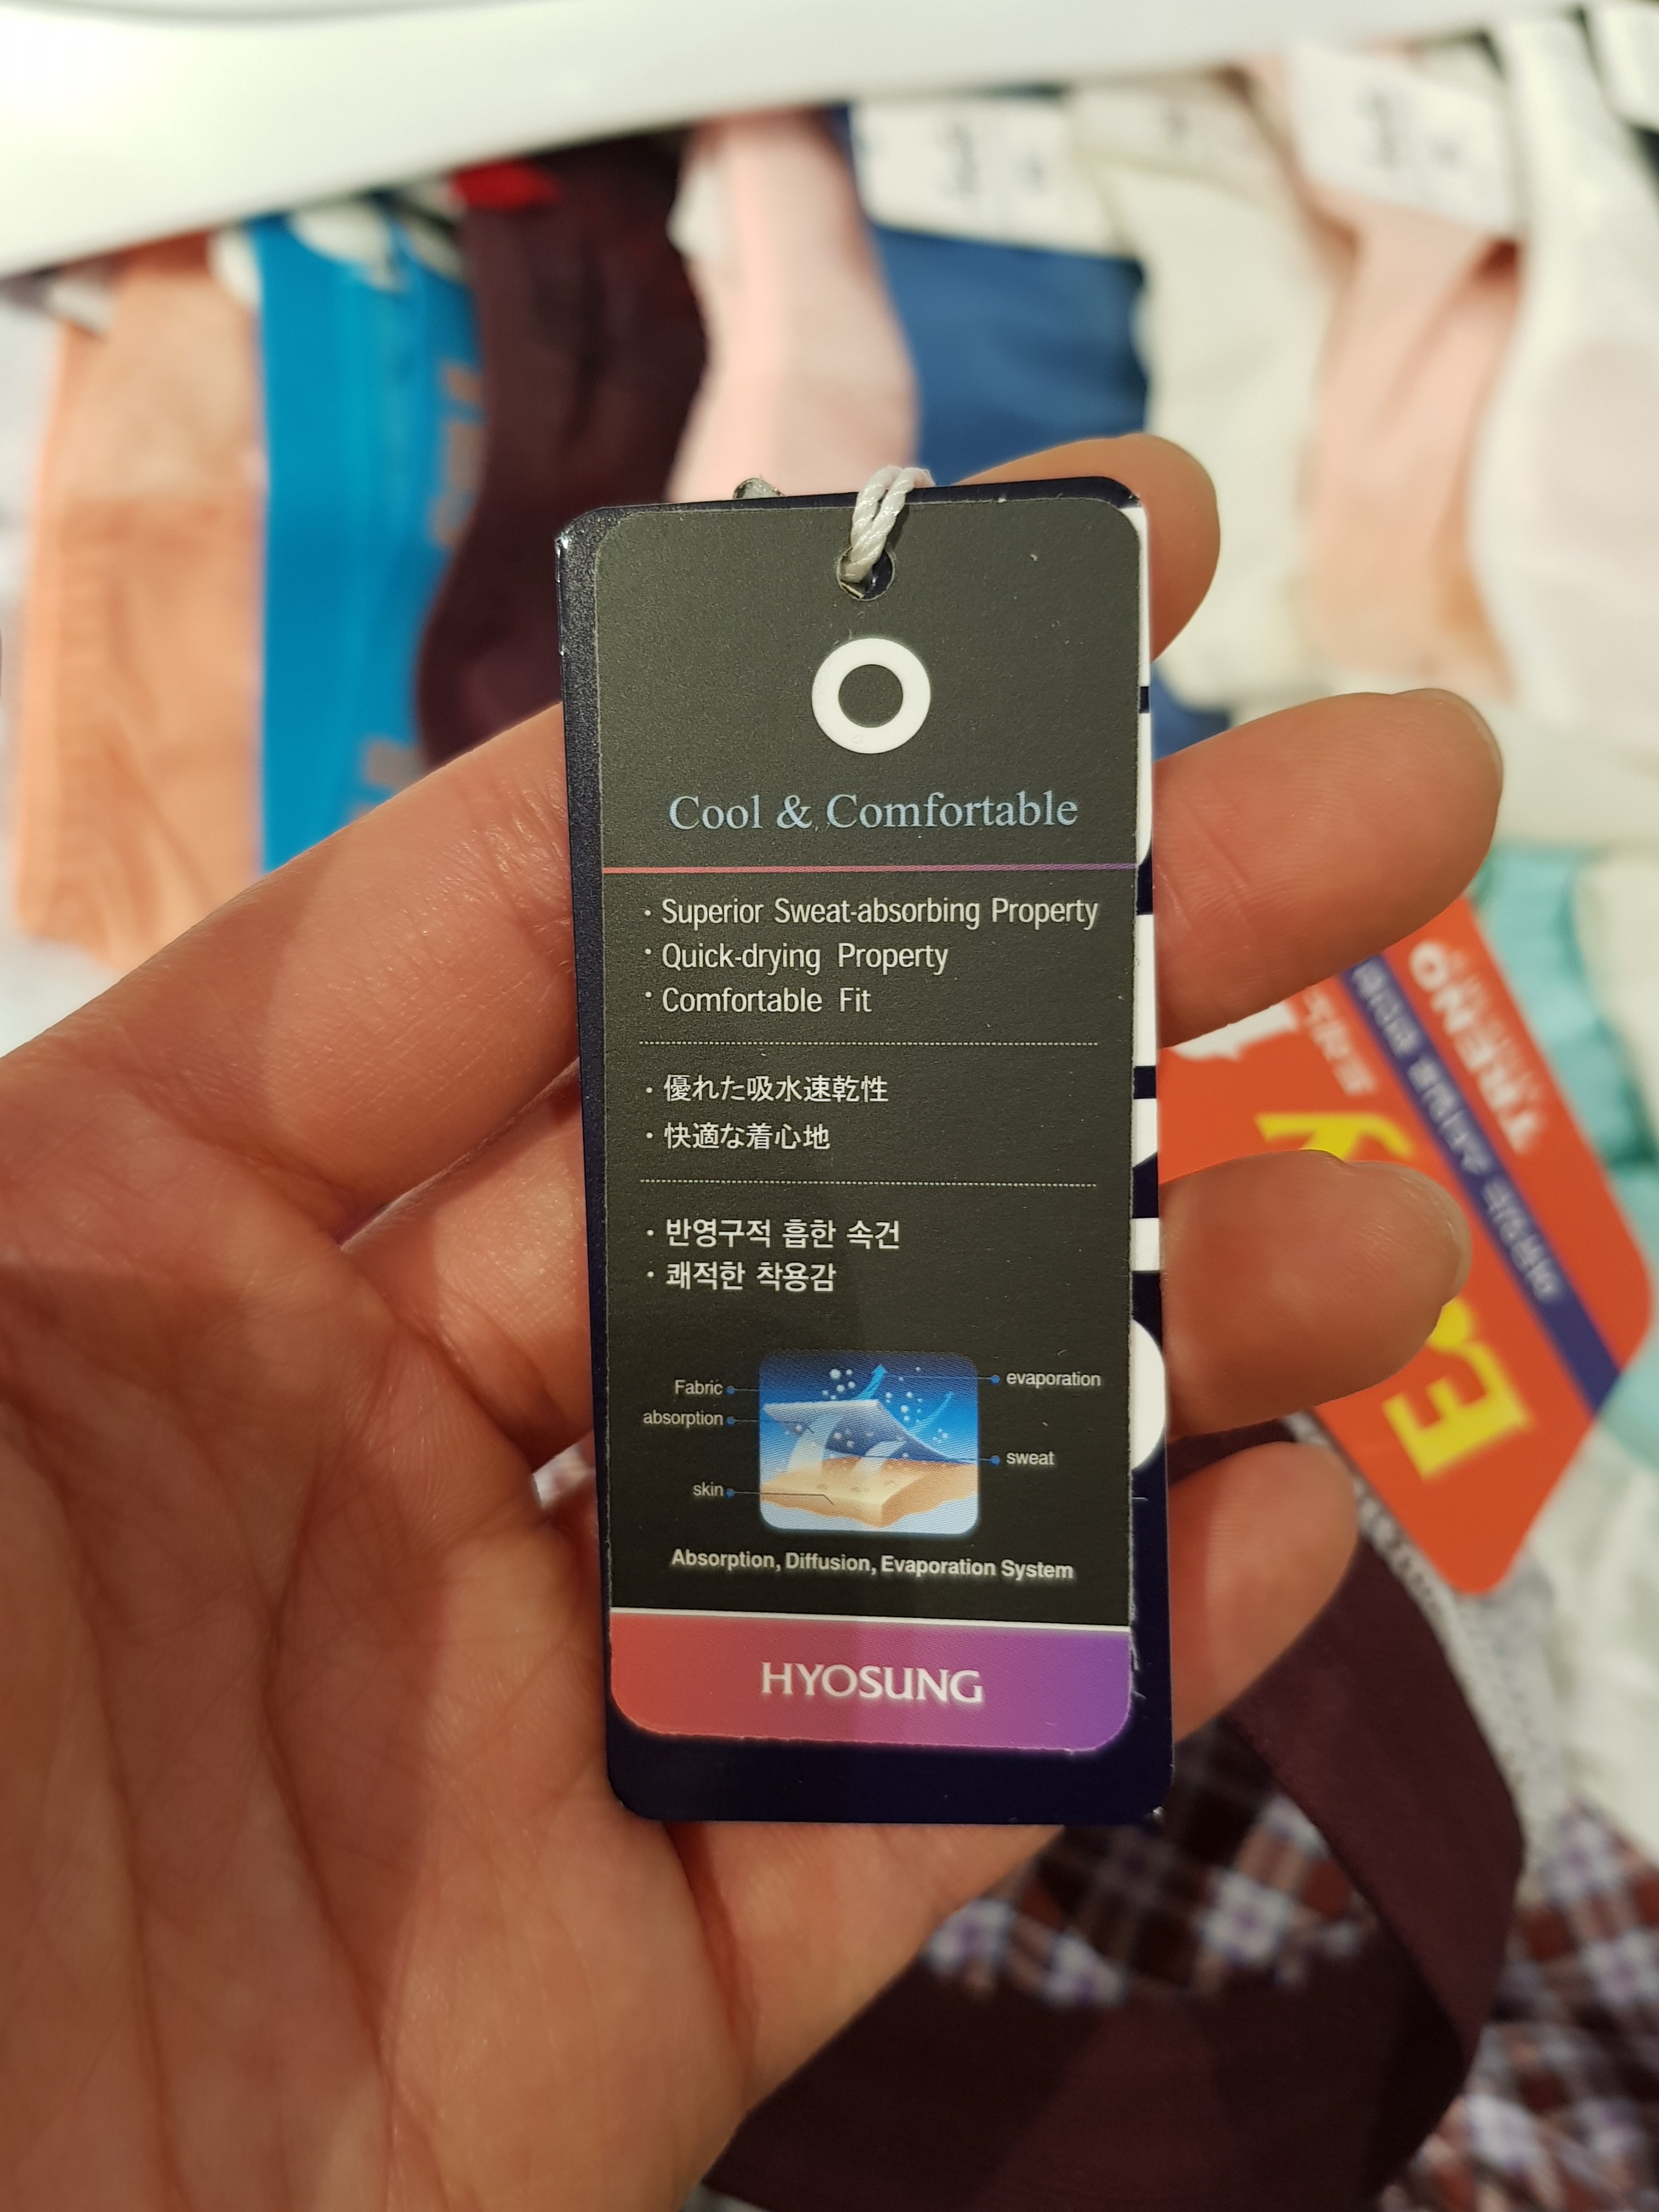 Cool & Comfortable
· Superior Sweat-absorbing Property
· Quick-drying Property
· Comfortable Fit
· 優れた吸水速乾性
· 快適な着心地
· 반영구적 흡한 속건
· 쾌적한 착용감
Fabric
absorption
skin
evaporation
sweat
Absorption, Diffusion, Evaporation System
HYOSUNG
TRENO